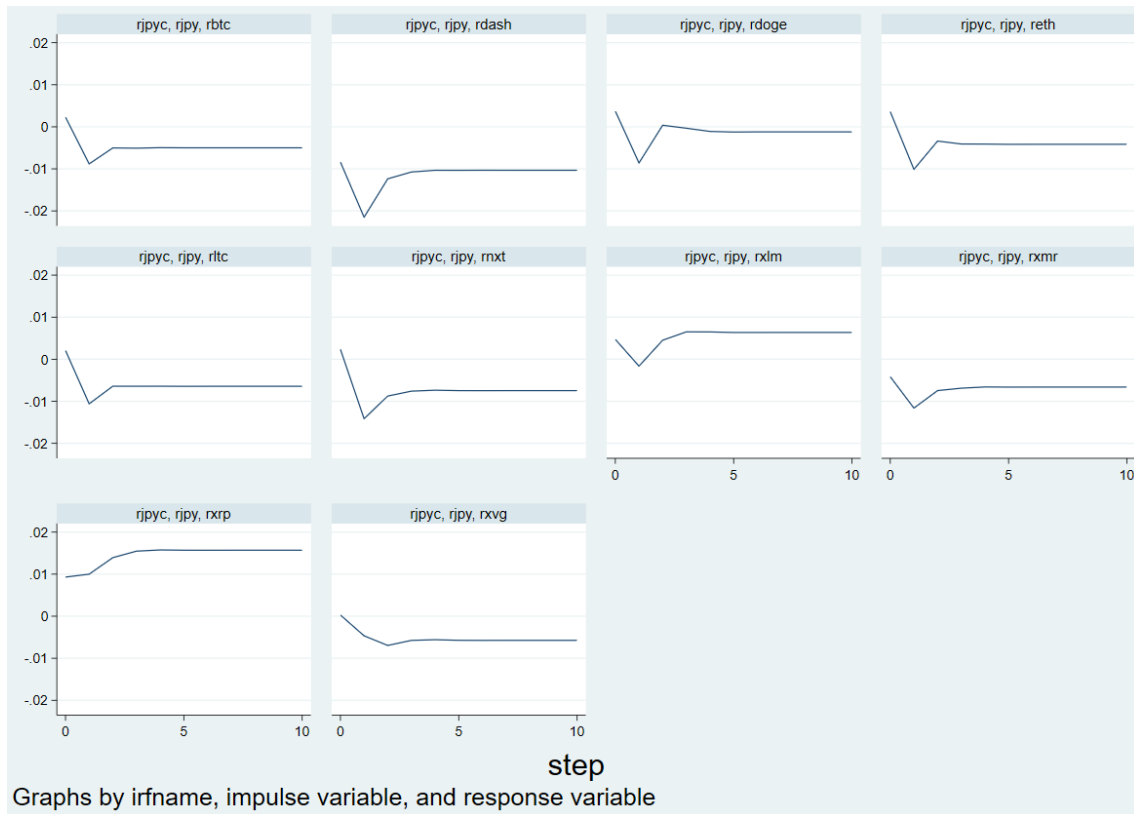 rjpyc, rjpy, rbtc
rjpyc, rjpy, rdash
rjpyc, rjpy, rdoge
rjpyc, rjpy, reth
.02
.01
0
-.01
-.02
rjpyc, rjpy, rltc
rjpyc, rjpy, rnxt
rjpyc, rjpy, rxlm
rjpyc, rjpy, rxmr
.02
.01
0
-.01
-.02
0 5 10
0 5 10
rjpyc, rjpy, rxrp
rjpyc, rjpy, rxvg
.02
.01
0
-.01
-.02
0 5 10
0 5 10
step
Graphs by irfname, impulse variable, and response variable